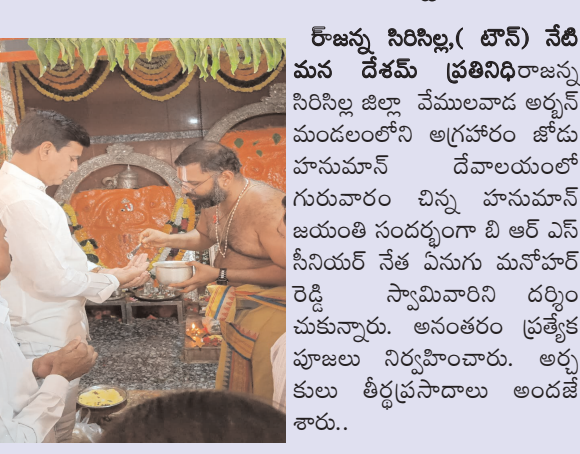 రాజన్న సిరిసిల్ల,( టౌన్) నేటి
మన దేశమ్ ప్రతినిధిరాజన్న
సిరిసిల్ల జిల్లా వేములవాడ అర్బన్
మండలంలోని అగ్రహారం జోడు
హనుమాన్ దేవాలయంలో
గురువారం చిన్న హనుమాన్
జయంతి సందర్భంగా బి ఆర్ ఎస్
సీనియర్ నేత ఏనుగు మనోహర్
రెడ్డి స్వామివారిని దర్శిం
చుకున్నారు. అనంతరం ప్రత్యేక
పూజలు నిర్వహించారు. అర్చ
కులు తీర్థప్రసాదాలు అందజే
శారు..